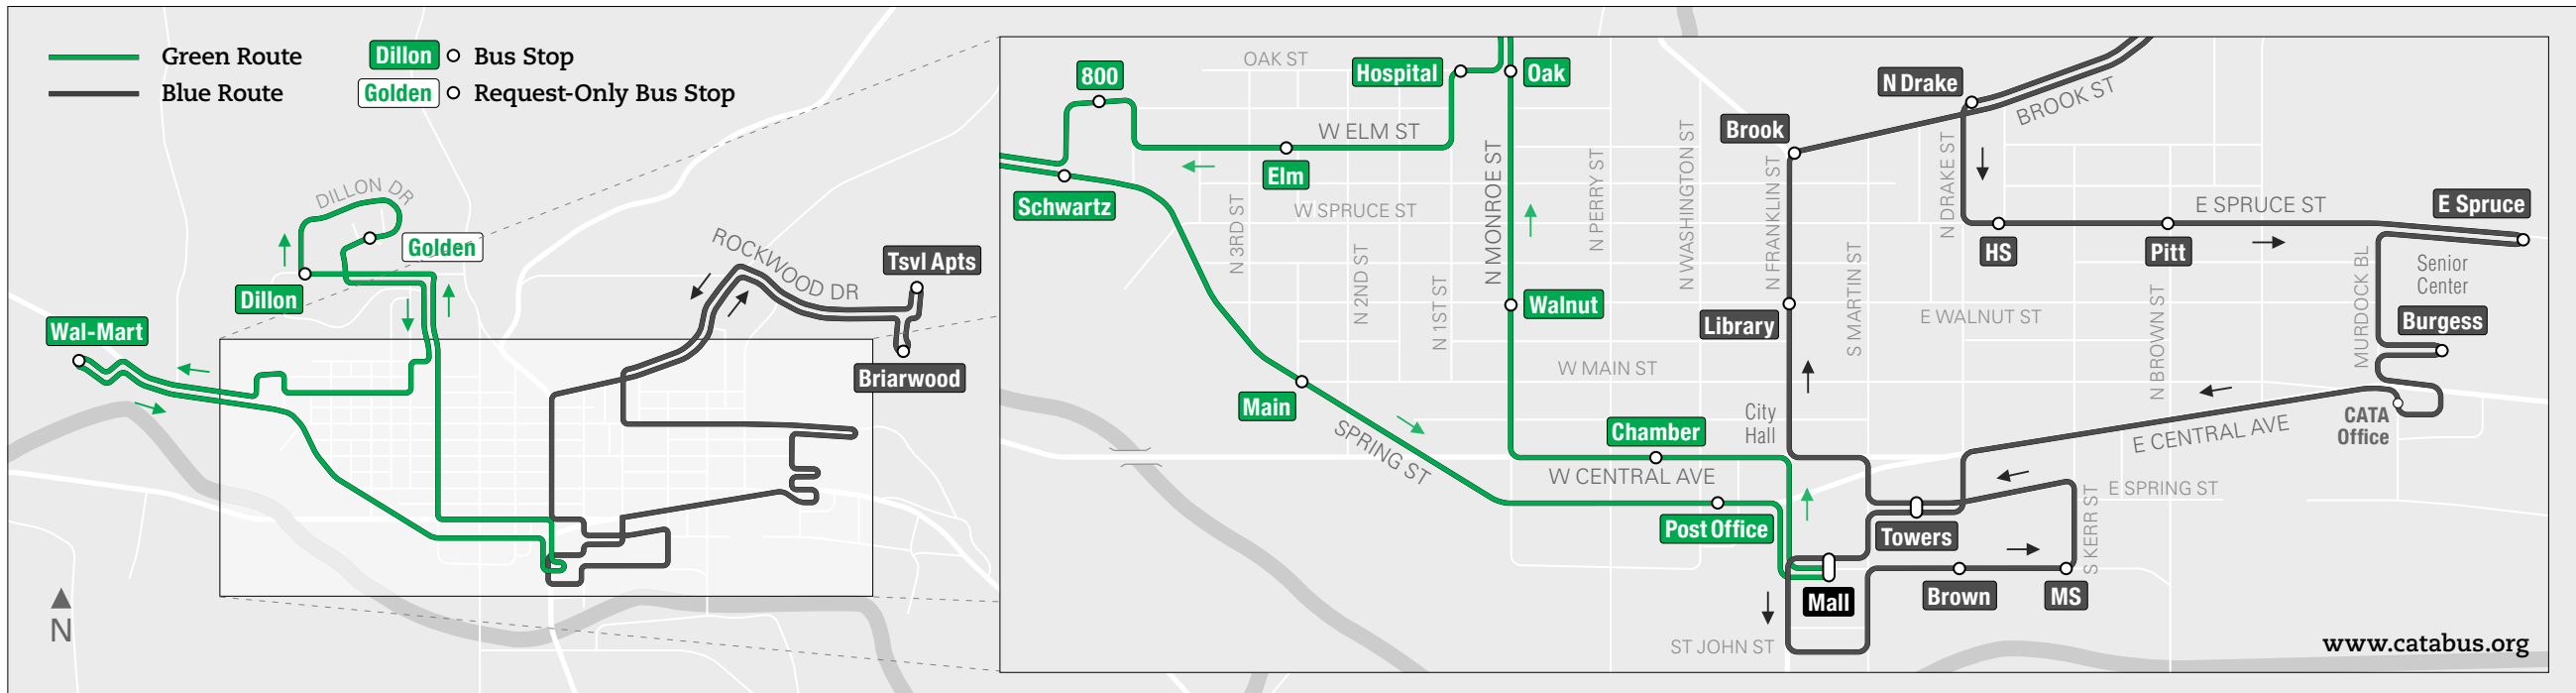 Green Route
Blue Route
Dillon
Bus Stop
Golden
Request-Only Bus Stop
DILLON DR
Golden
Dillon
Wal-Mart
ROCKWOOD DR
Tsvl Apts
Briarwood
N
OAK ST
800
Hospital
Oak
W ELM ST
Elm
Schwartz
W SPRUCE ST
N 3RD ST
N 2ND ST
N 1ST ST
N MONROE ST
N PERRY ST
N WASHINGTON ST
N FRANKLIN ST
S MARTIN ST
Walnut
W MAIN ST
Main
SPRING ST
Chamber
W CENTRAL AVE
Post Office
City
Hall
Brook
Library
N Drake
BROOK ST
N DRAKE ST
HS
Pitt
E SPRUCE ST
E Spruce
E WALNUT ST
N BROWN ST
MURDOCK BL
Senior
Center
Burgess
CATA
Office
E CENTRAL AVE
E SPRING ST
S KERR ST
Towers
Mall
Brown
MS
ST JOHN ST
www.catabus.org